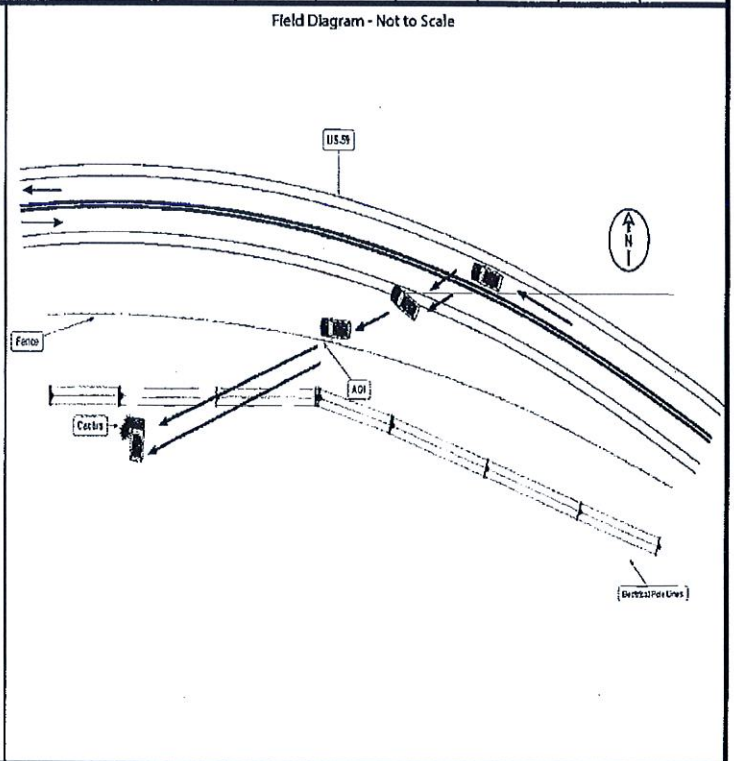 Field Diagram - Not to Scale
US-59
N
Fence
AOI
Cactus
Electrical Pole Lines